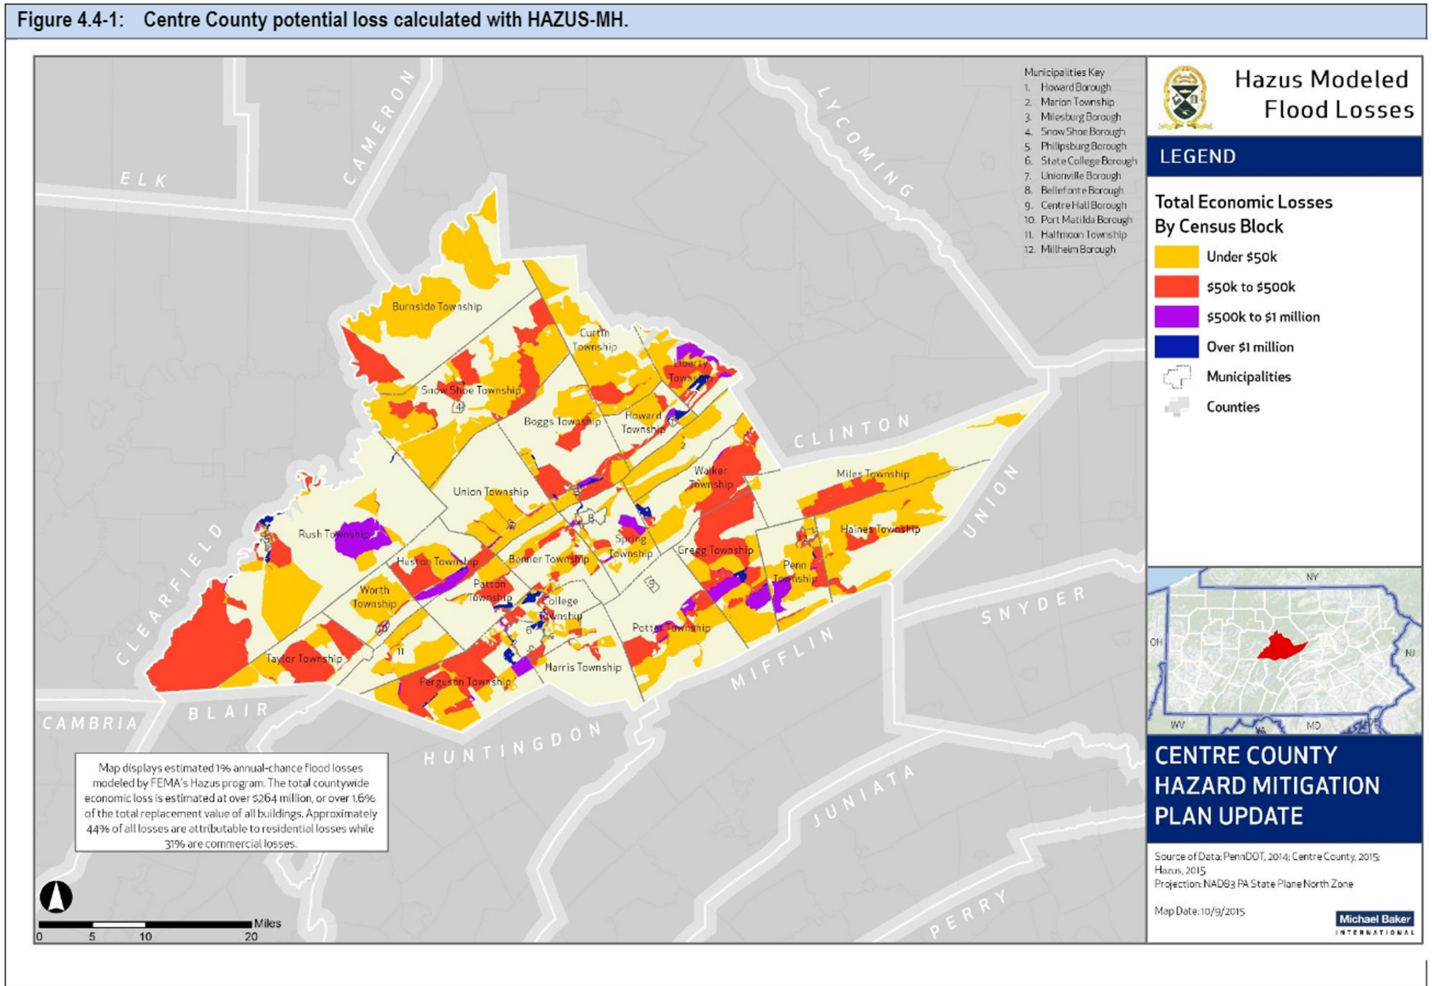 Figure 4.4-1: Centre County potential loss calculated with HAZUS-MH.
Municipalities Key
1. Howard Borough
2. Marion Township
3. Milesburg Borough
4. Snow Shoe Borough
5. Philipsburg Borough
6. State College Borough
7. Unionville Borough
8. Bellefonte Borough
9. Centre Hall Borough
10. Port Matilda Borough
11. Halfmoon Township
12. Millheim Borough
Hazus Modeled
Flood Losses
LEGEND
Total Economic Losses
By Census Block
Under $50k
$50k to $500k
$500k to $1 million
Over $1 million
Municipalities
Counties
ELK
CAMERON
LYCOMING
CLINTON
UNION
SNYDER
MIFFLIN
JUNIATA
PERRY
HUNTINGDON
BLAIR
CAMBRIA
CLEARFIELD
Burnside Township
Curtin
Township
Snow Shoe Township
4
Liberty
Township
Boggs Township
Howard
Township
Walker
Township
Miles Township
Union Township
Rush Township
8
Spring
Township
Haines Township
Gregg Township
Huston Township
Benner Township
Penn
Township
Patton
Township
Worth
Township
College
Township
6
10
Potter Township
11
Taylor Township
Harris Township
Ferguson Township
Map displays estimated 1% annual-chance flood losses
modeled by FEMA's Hazus program. The total countywide
economic loss is estimated at over $264 million, or over 1.6%
of the total replacement value of all buildings. Approximately
44% of all losses are attributable to residential losses while
31% are commercial losses.
Miles
0 5 10 20
NY
OH
NJ
WV
MD
CENTRE COUNTY
HAZARD MITIGATION
PLAN UPDATE
Source of Data: PennDOT, 2014; Centre County, 2015;
Hazus, 2015
Projection: NAD83 PA State Plane North Zone
Map Date: 10/9/2015
Michael Baker
INTERNATIONAL